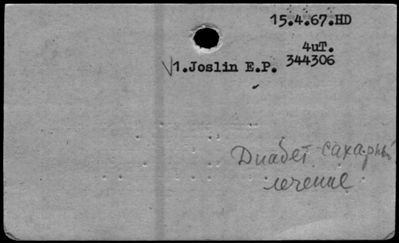 15.4.67.HD
4uT.
√1.Joslin E.P. 344306
Диабет сахарный
лечение